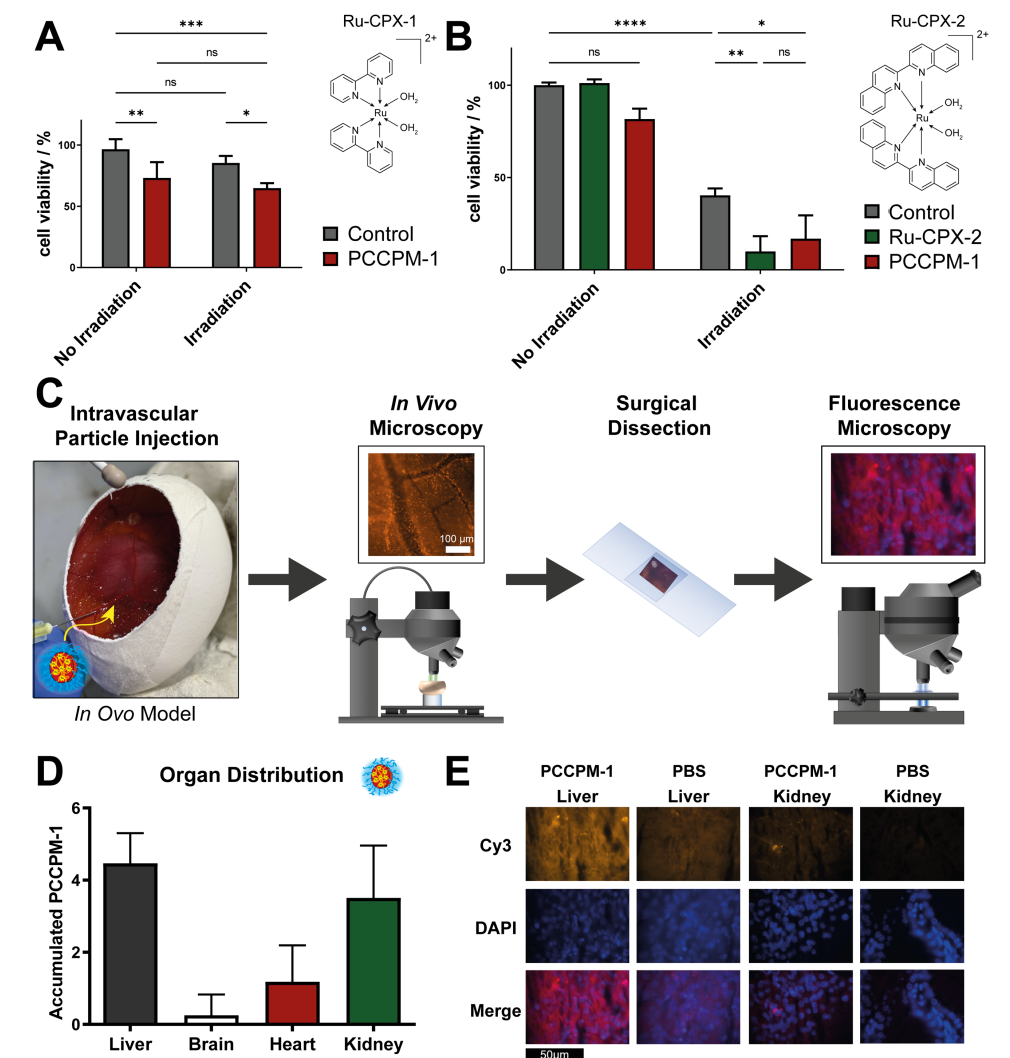 A
***
ns
ns
**
*
cell viability / %
100
50
0
No Irradiation
Irradiation
Ru-CPX-1
2+
N
N
OH2
Ru
OH2
N
N
Control
PCCPM-1
B
****
*
ns
**
ns
cell viability / %
100
50
0
No Irradiation
Irradiation
Ru-CPX-2
2+
N
N
OH2
Ru
OH2
N
N
Control
Ru-CPX-2
PCCPM-1
C
Intravascular
Particle Injection
In Ovo Model
In Vivo
Microscopy
100 µm
Surgical
Dissection
Fluorescence
Microscopy
D
Organ Distribution
Accumulated PCCPM-1
6
4
2
0
Liver Brain Heart Kidney
E
PCCPM-1 PBS PCCPM-1 PBS
Liver Liver Kidney Kidney
Cy3
DAPI
Merge
50µm